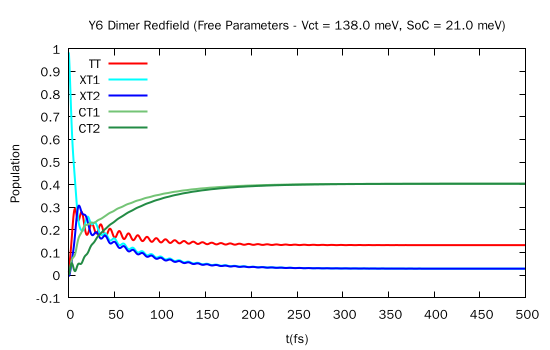 Y6 Dimer Redfield (Free Parameters - Vct = 138.0 meV, SoC = 21.0 meV)
1
0.9
0.8
0.7
0.6
0.5
0.4
0.3
0.2
0.1
0
-0.1
Population
TT
XT1
XT2
CT1
CT2
0 50 100 150 200 250 300 350 400 450 500
t(fs)